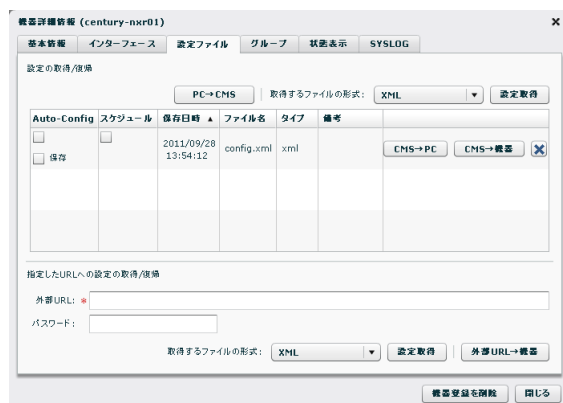 機器詳細情報 (century-nxr01)
基本情報 インターフェース 設定ファイル グループ 状態表示 SYSLOG
設定の取得/復帰
PC→CMS 取得するファイルの形式: XML 設定取得
Auto-Config スケジュール 保存日時 ▲ ファイル名 タイプ 備考
保存 2011/09/28 13:54:12 config.xml xml CMS→PC CMS→機器
指定したURLへの設定の取得/復帰
外部URL: *
パスワード:
取得するファイルの形式: XML 設定取得 外部URL→機器
機器登録を削除 閉じる